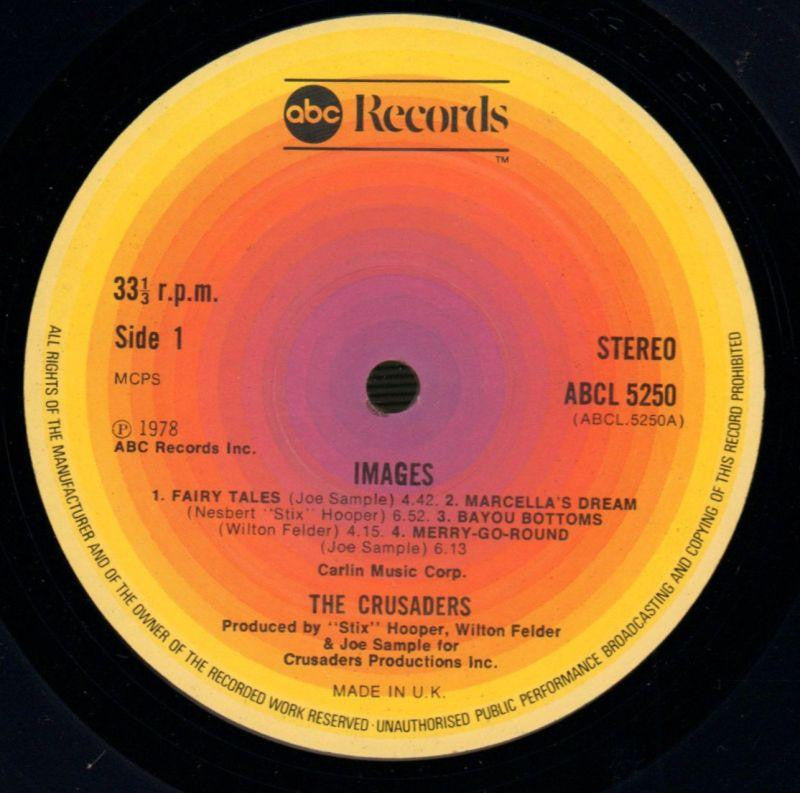 abc Records
TM
33⅓ r.p.m.
Side 1
MCPS
Ⓟ 1978
ABC Records Inc.
STEREO
ABCL 5250
(ABCL.5250A)
IMAGES
1. FAIRY TALES (Joe Sample) 4.42. 2. MARCELLA'S DREAM
(Nesbert "Stix" Hooper) 6.52. 3. BAYOU BOTTOMS
(Wilton Felder) 4.15. 4. MERRY-GO-ROUND
(Joe Sample) 6.13
Carlin Music Corp.
THE CRUSADERS
Produced by "Stix" Hooper, Wilton Felder
& Joe Sample for
Crusaders Productions Inc.
MADE IN U.K.
ALL RIGHTS OF THE MANUFACTURER AND OF THE OWNER OF THE RECORDED WORK RESERVED · UNAUTHORISED PUBLIC PERFORMANCE BROADCASTING AND COPYING OF THIS RECORD PROHIBITED